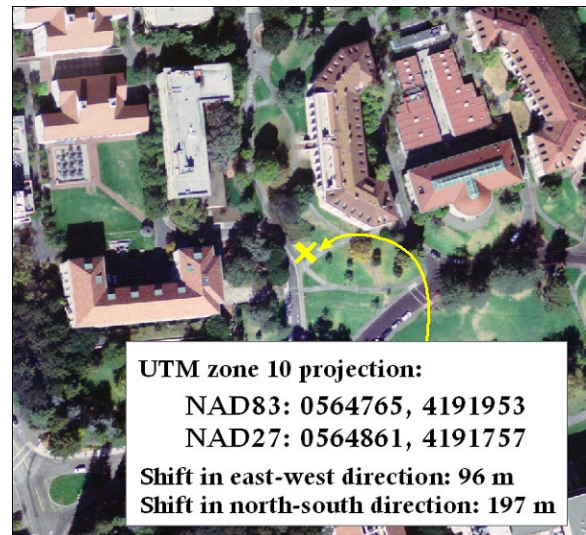 UTM zone 10 projection:
NAD83: 0564765, 4191953
NAD27: 0564861, 4191757
Shift in east-west direction: 96 m
Shift in north-south direction: 197 m